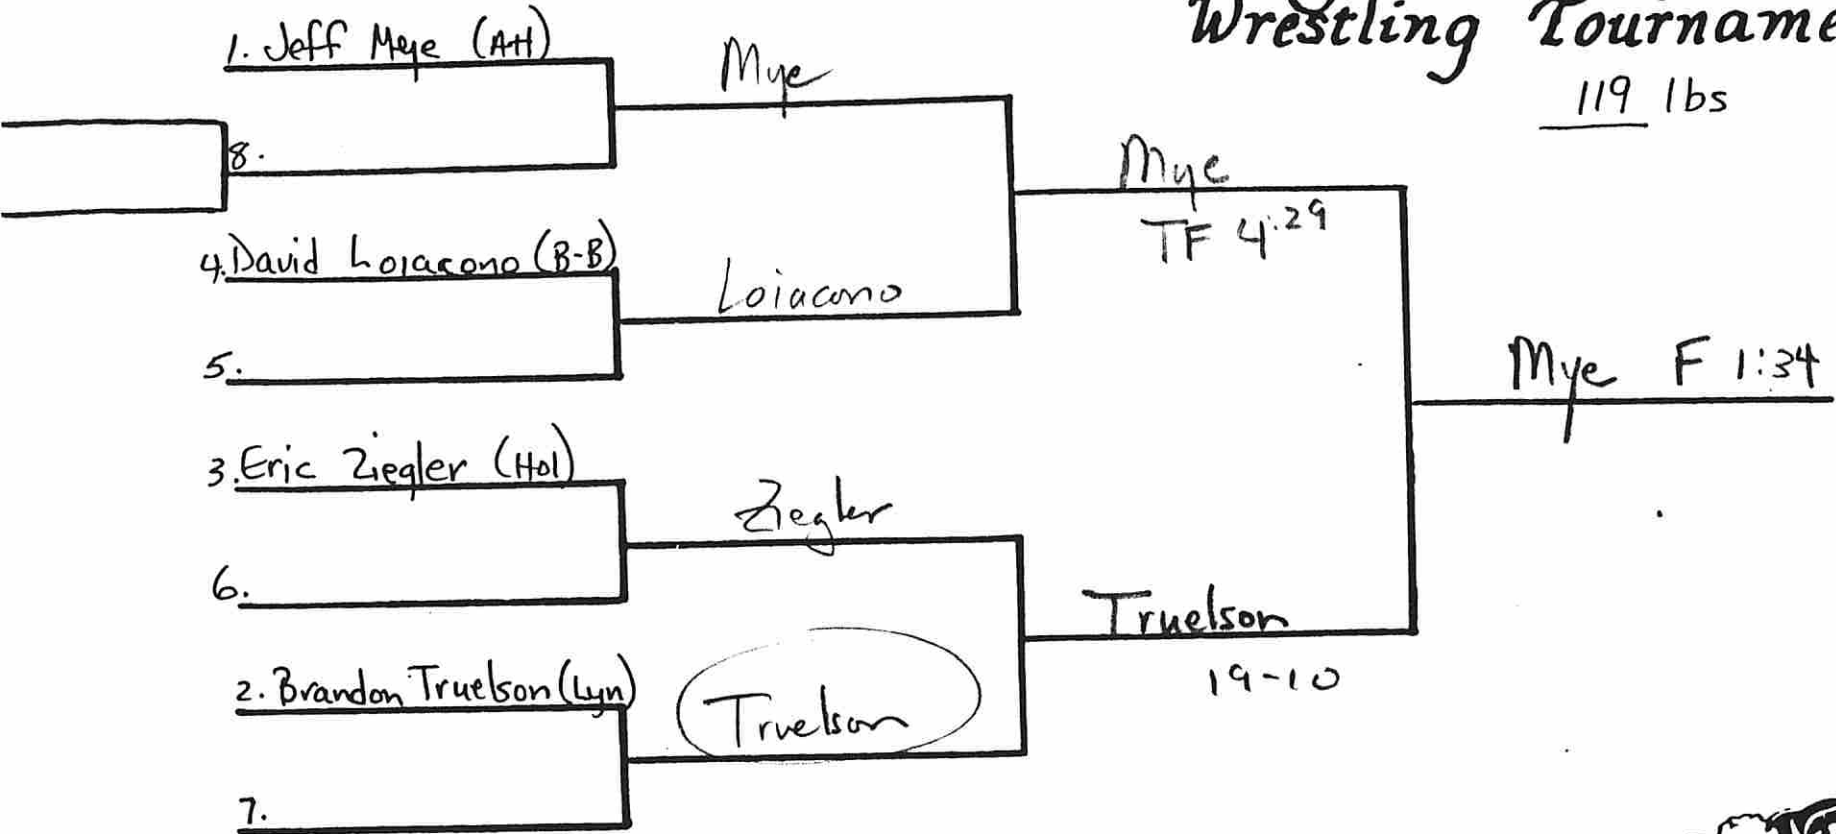 Wrestling Tourname
119 lbs
1. Jeff Mye (AH)
8.
4. David Loiacono (B-B)
5.
3. Eric Ziegler (Hol)
6.
2. Brandon Truelson (Lyn)
7.
Mye
Loiacono
Ziegler
Truelson
Mye
TF 4:29
Truelson
19-10
Mye F 1:34